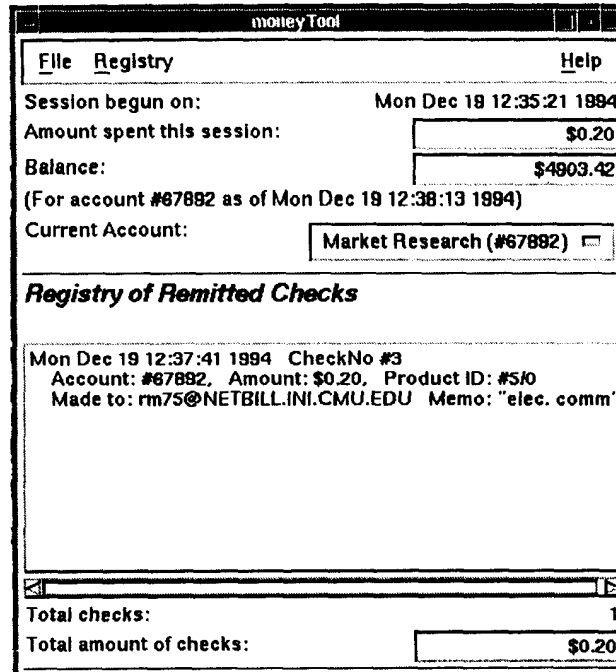 moneyTool
File Registry Help
Session begun on: Mon Dec 19 12:35:21 1994
Amount spent this session: $0.20
Balance: $4903.42
(For account #67892 as of Mon Dec 19 12:38:13 1994)
Current Account: Market Research (#67892)
Registry of Remitted Checks
Mon Dec 19 12:37:41 1994 CheckNo #3
Account: #67892, Amount: $0.20, Product ID: #5/0
Made to: rm75@NETBILL.INI.CMU.EDU Memo: "elec. comm"
Total checks: 1
Total amount of checks: $0.20